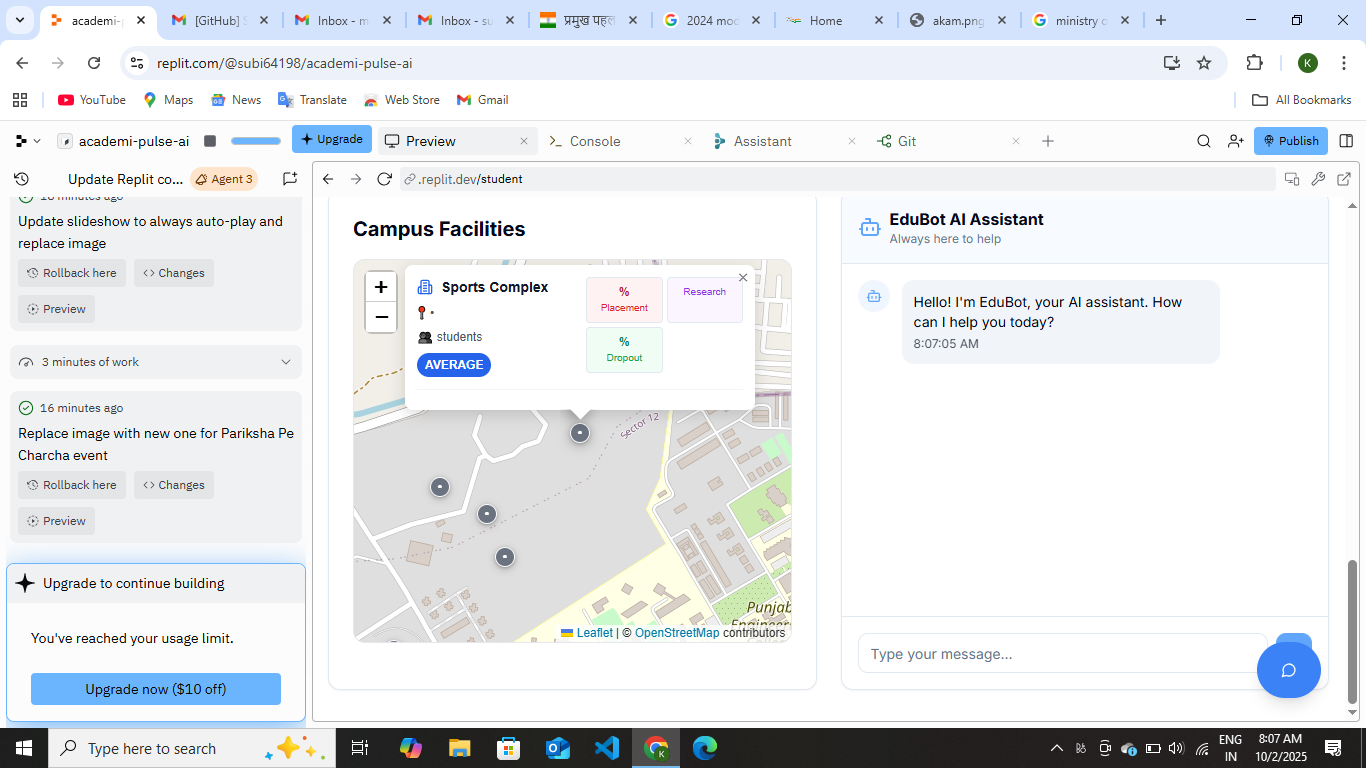 academi-
[GitHub] S
Inbox - m
Inbox - su
प्रमुख पहल
2024 moc
Home
akam.png
ministry o
replit.com/@subi64198/academi-pulse-ai
K
YouTube
Maps
News
Translate
Web Store
Gmail
All Bookmarks
academi-pulse-ai
Upgrade
Preview
Console
Assistant
Git
Publish
Update Replit co...
Agent 3
.replit.dev/student
16 minutes ago
Update slideshow to always auto-play and
replace image
Rollback here
Changes
Preview
3 minutes of work
16 minutes ago
Replace image with new one for Pariksha Pe
Charcha event
Rollback here
Changes
Preview
Upgrade to continue building
You've reached your usage limit.
Upgrade now ($10 off)
Campus Facilities
+
−
Sports Complex
•
students
AVERAGE
%
Placement
Research
%
Dropout
×
Sector 12
Punjab
Engineeri
Leaflet | © OpenStreetMap contributors
EduBot AI Assistant
Always here to help
Hello! I'm EduBot, your AI assistant. How
can I help you today?
8:07:05 AM
Type your message...
Type here to search
ENG
IN
8:07 AM
10/2/2025